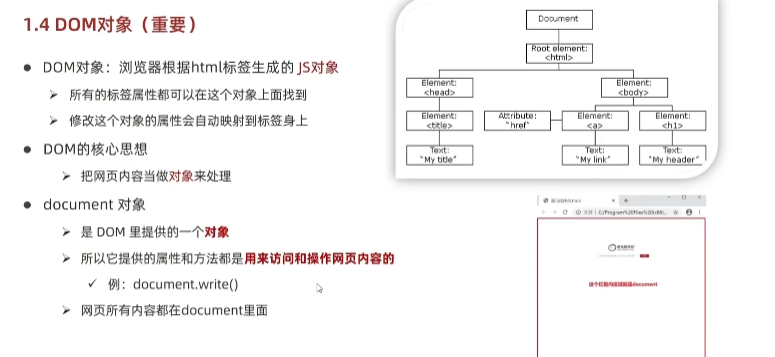 1.4 DOM对象（重要）
● DOM对象：浏览器根据html标签生成的 JS对象
➢ 所有的标签属性都可以在这个对象上面找到
➢ 修改这个对象的属性会自动映射到标签身上
● DOM的核心思想
➢ 把网页内容当做对象来处理
● document 对象
➢ 是 DOM 里提供的一个对象
➢ 所以它提供的属性和方法都是用来访问和操作网页内容的
✓ 例：document.write()
➢ 网页所有内容都在document里面
Document
Root element:
<html>
Element:
<head>
Element:
<body>
Element:
<title>
Attribute:
"href"
Element:
<a>
Element:
<h1>
Text:
"My title"
Text:
"My link"
Text:
"My header"
这个红框内区域就是document